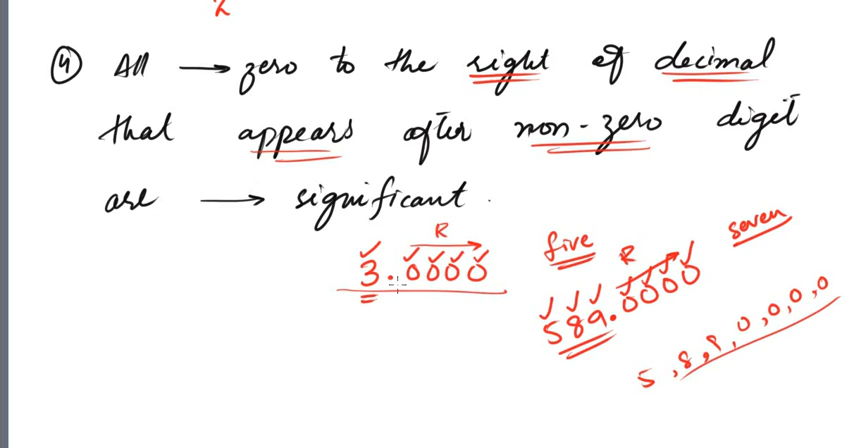 ④ All → zero to the right of decimal
that appears after non-zero digit
are → significant.
R
3.0000
five
R
589.0000
seven
5,8,9,0,0,0,0